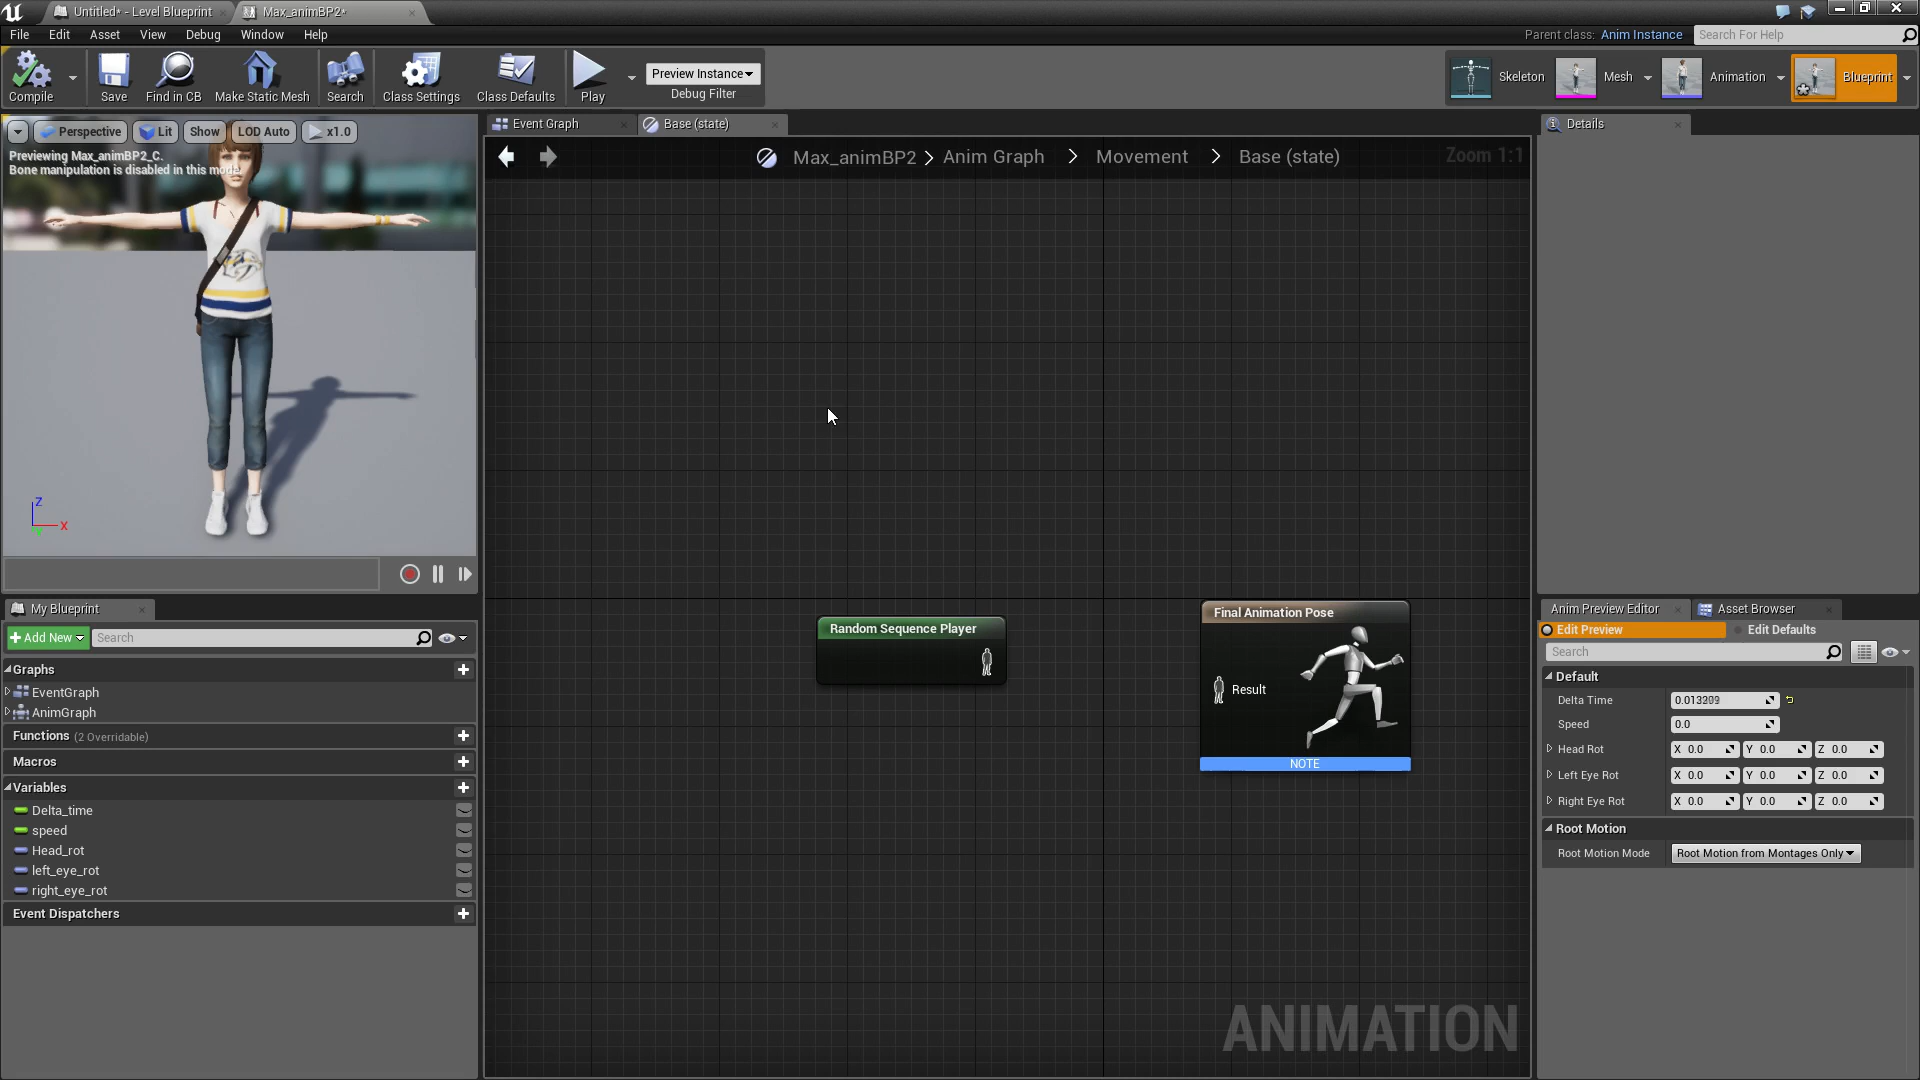 Untitled* - Level Blueprint
Max_animBP2*
File Edit Asset View Debug Window Help
Parent class: Anim Instance
Search For Help
Compile
Save
Find in CB
Make Static Mesh
Search
Class Settings
Class Defaults
Play
Preview Instance
Debug Filter
Skeleton
Mesh
Animation
Blueprint
Perspective
Lit
Show
LOD Auto
x1.0
Previewing Max_animBP2_C.
Bone manipulation is disabled in this mode
Z
X
Event Graph
Base (state)
Max_animBP2 > Anim Graph > Movement > Base (state)
Zoom 1:1
Random Sequence Player
Final Animation Pose
Result
NOTE
ANIMATION
My Blueprint
Add New
Search
Graphs
EventGraph
AnimGraph
Functions (2 Overridable)
Macros
Variables
Delta_time
speed
Head_rot
left_eye_rot
right_eye_rot
Event Dispatchers
Details
Anim Preview Editor
Asset Browser
Edit Preview
Edit Defaults
Search
Default
Delta Time
Speed 0.0
Head Rot X 0.0 Y 0.0 Z 0.0
Left Eye Rot X 0.0 Y 0.0 Z 0.0
Right Eye Rot X 0.0 Y 0.0 Z 0.0
Root Motion
Root Motion Mode Root Motion from Montages Only